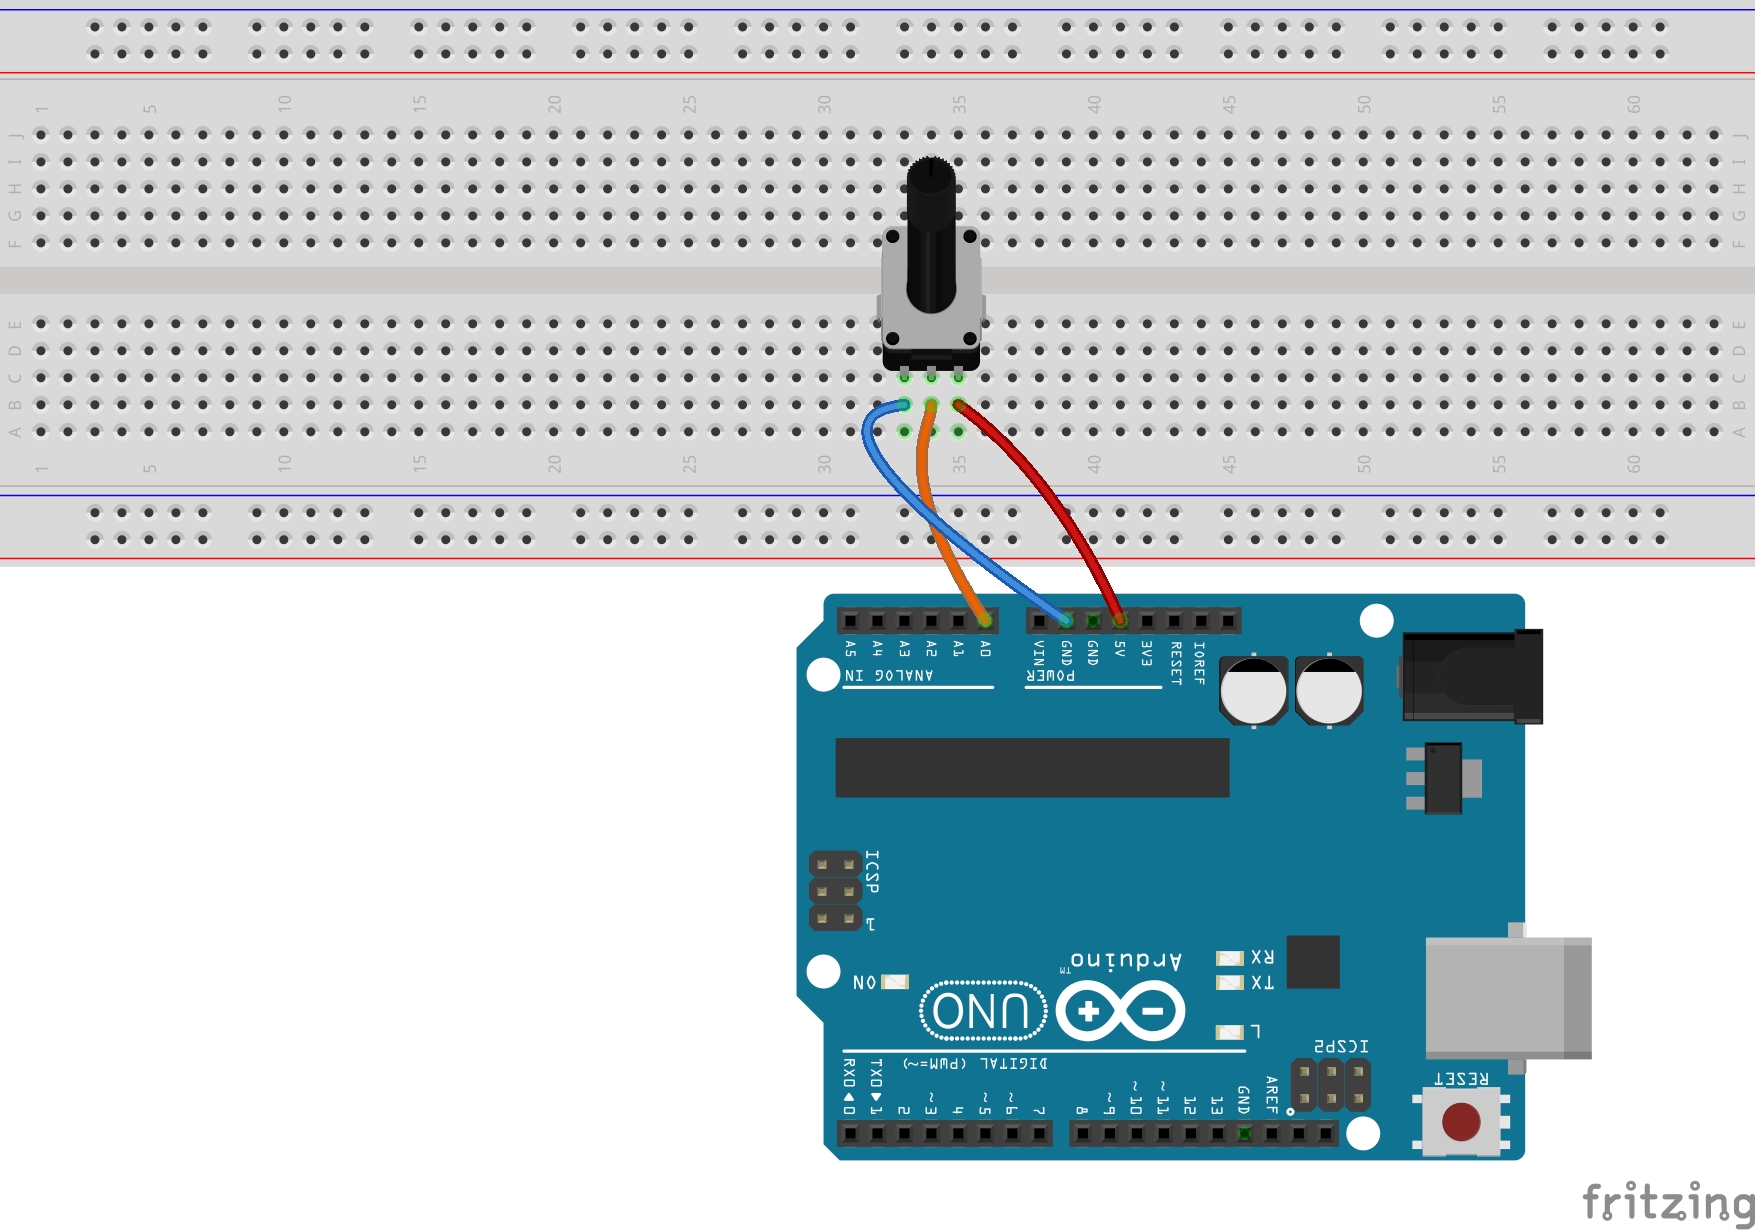 1 5 10 15 20 25 30 35 40 45 50 55 60
J J
I I
H H
G G
F F
E E
D D
C C
B B
A A
1 5 10 15 20 25 30 35 40 45 50 55 60
A5 A4 A3 A2 A1 A0 VIN GND GND 5V 3V3 RESET IOREF
ANALOG IN POWER
ICSP
1
Arduino™ RX
ON TX
UNO
L
ICSP2
DIGITAL (PWM=~)
RESET
RX0◀0 TX0▶1 2 ~3 4 ~5 ~6 7 8 ~9 ~10 ~11 12 13 GND AREF
fritzing